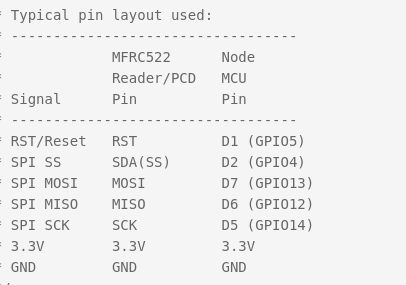 * Typical pin layout used:
* ----------------------------------
*             MFRC522      Node
*             Reader/PCD   MCU
* Signal      Pin          Pin
* ----------------------------------
* RST/Reset   RST          D1 (GPIO5)
* SPI SS      SDA(SS)      D2 (GPIO4)
* SPI MOSI    MOSI         D7 (GPIO13)
* SPI MISO    MISO         D6 (GPIO12)
* SPI SCK     SCK          D5 (GPIO14)
* 3.3V        3.3V         3.3V
* GND         GND          GND